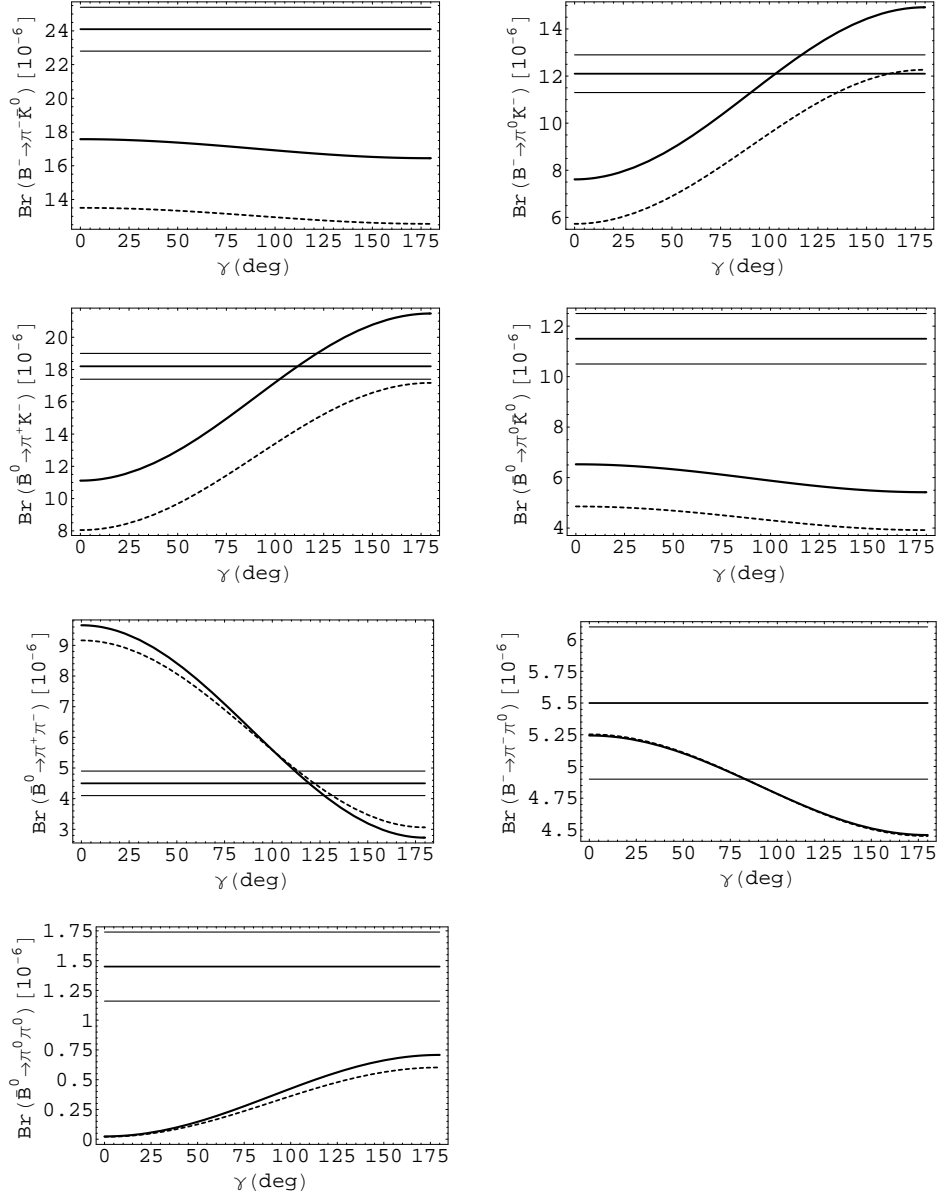 Br(B⁻→π⁻K̄⁰)[10⁻⁶]
24
22
20
18
16
14
0 25 50 75 100 125 150 175
γ(deg)
Br(B⁻→π⁰K⁻)[10⁻⁶]
14
12
10
8
6
0 25 50 75 100 125 150 175
γ(deg)
Br(B̄⁰→π⁺K⁻)[10⁻⁶]
20
18
16
14
12
10
8
0 25 50 75 100 125 150 175
γ(deg)
Br(B̄⁰→π⁰K̄⁰)[10⁻⁶]
12
10
8
6
4
0 25 50 75 100 125 150 175
γ(deg)
Br(B̄⁰→π⁺π⁻)[10⁻⁶]
9
8
7
6
5
4
3
0 25 50 75 100 125 150 175
γ(deg)
Br(B⁻→π⁻π⁰)[10⁻⁶]
6
5.75
5.5
5.25
5
4.75
4.5
0 25 50 75 100 125 150 175
γ(deg)
Br(B̄⁰→π⁰π⁰)[10⁻⁶]
1.75
1.5
1.25
1
0.75
0.5
0.25
0
0 25 50 75 100 125 150 175
γ(deg)